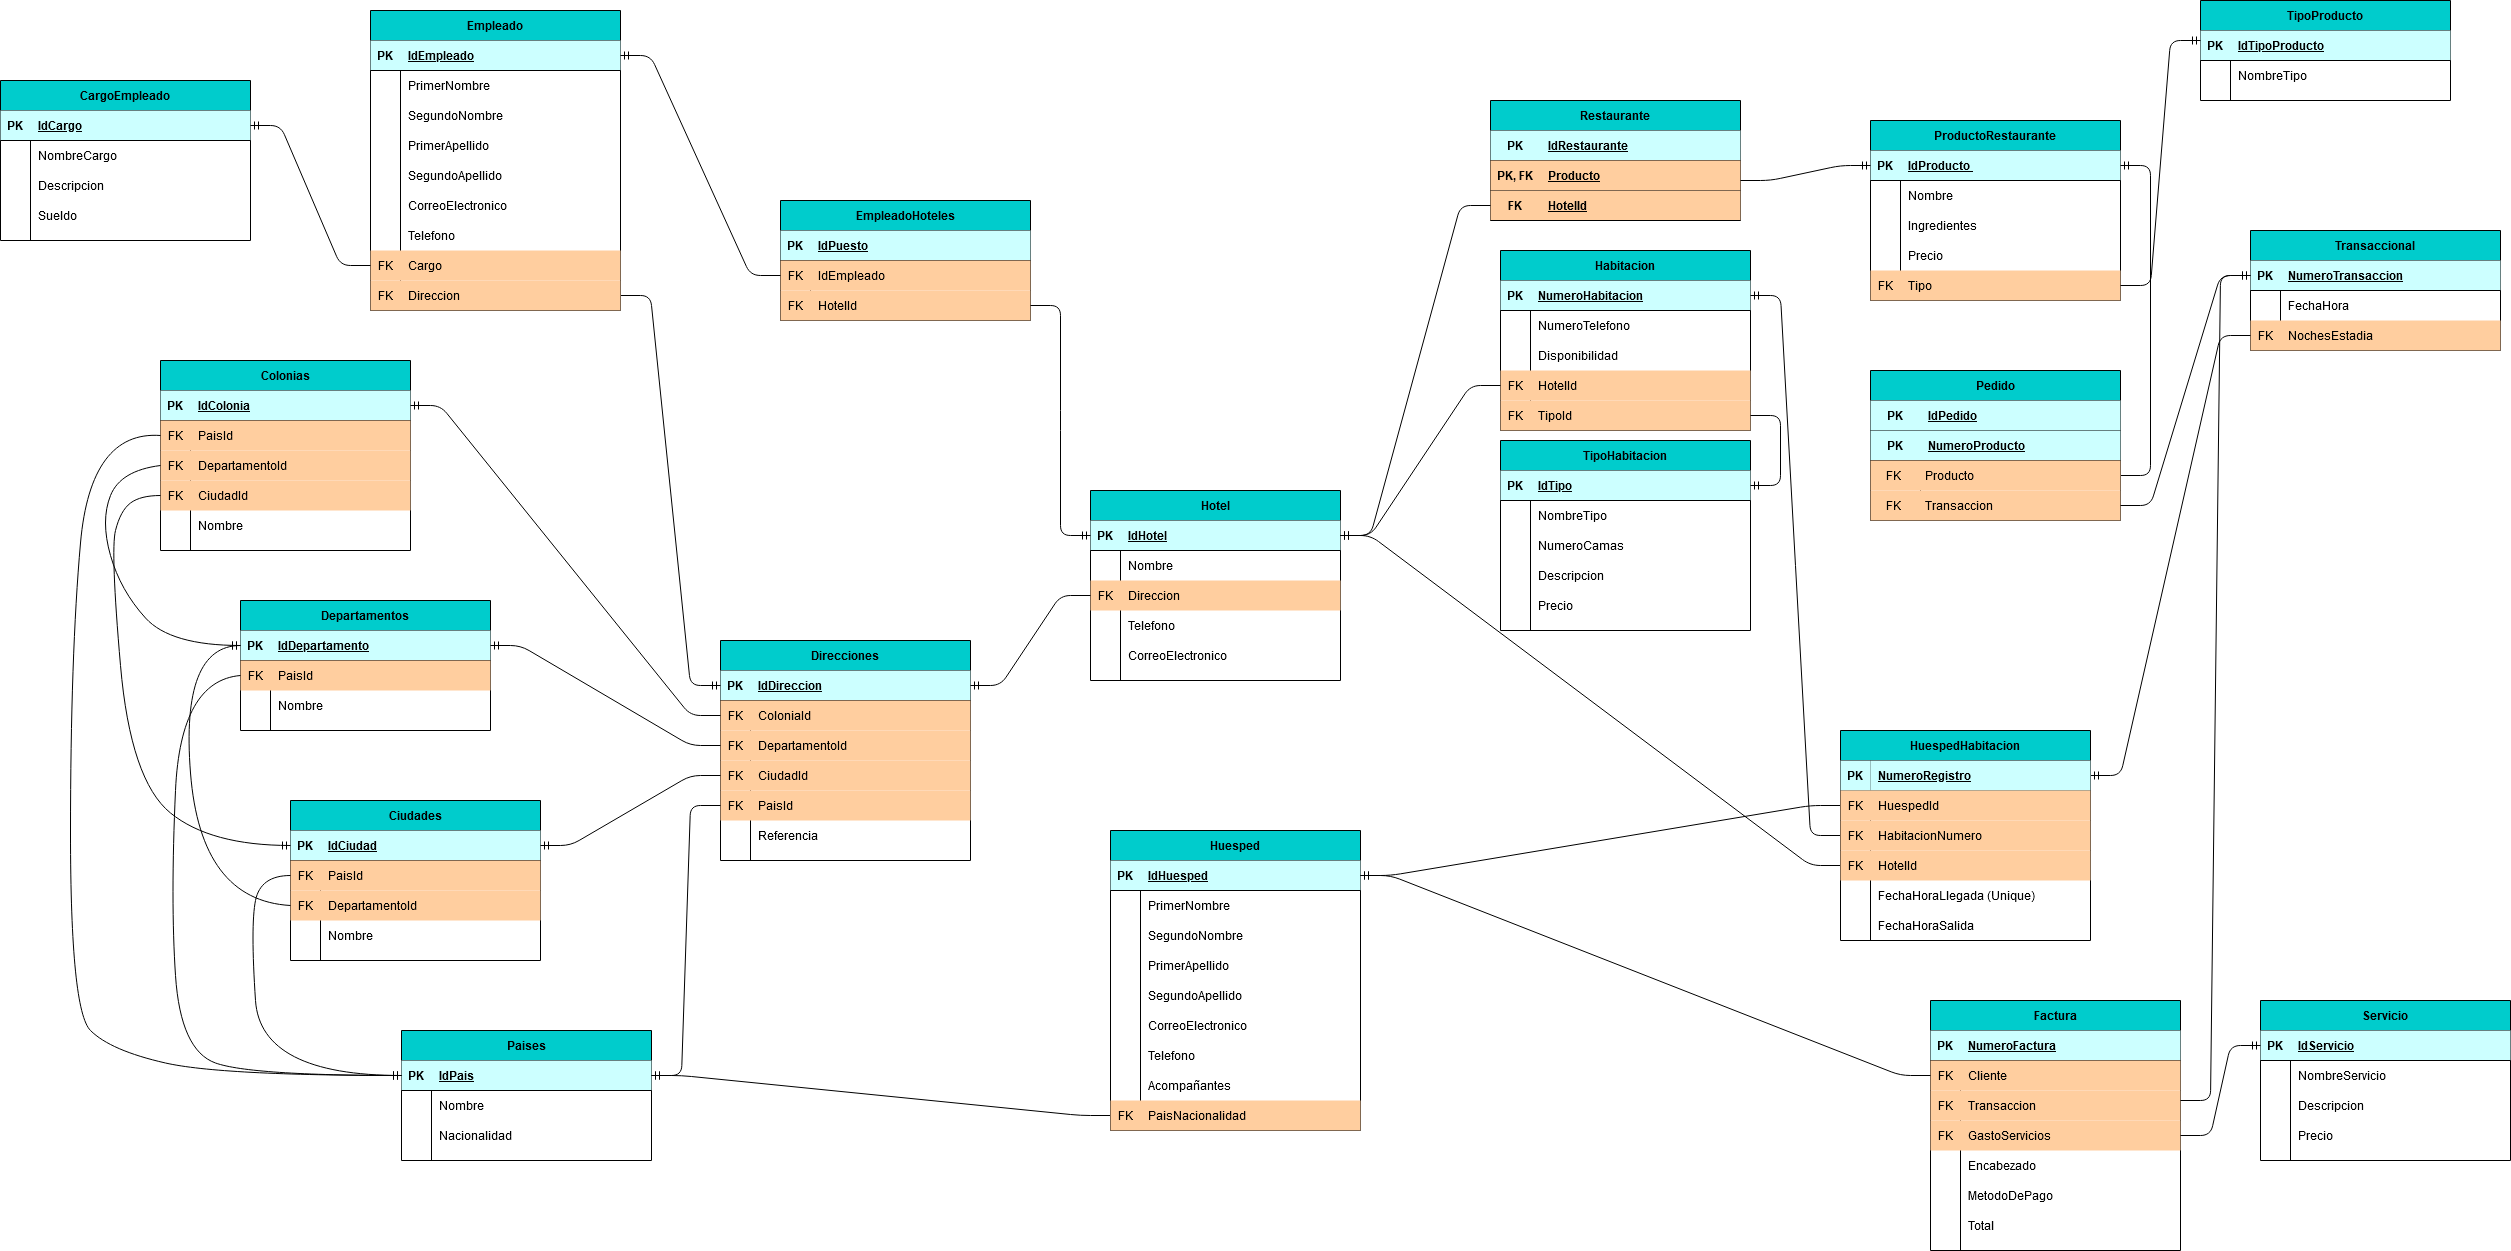 Empleado
PK IdEmpleado
PrimerNombre
SegundoNombre
PrimerApellido
SegundoApellido
CorreoElectronico
Telefono
FK Cargo
FK Direccion
CargoEmpleado
PK IdCargo
NombreCargo
Descripcion
Sueldo
EmpleadoHoteles
PK IdPuesto
FK IdEmpleado
FK HotelId
Restaurante
PK IdRestaurante
PK, FK Producto
FK HotelId
ProductoRestaurante
PK IdProducto
Nombre
Ingredientes
Precio
FK Tipo
TipoProducto
PK IdTipoProducto
NombreTipo
Transaccional
PK NumeroTransaccion
FechaHora
FK NochesEstadia
Habitacion
PK NumeroHabitacion
NumeroTelefono
Disponibilidad
FK HotelId
FK TipoId
TipoHabitacion
PK IdTipo
NombreTipo
NumeroCamas
Descripcion
Precio
Pedido
PK IdPedido
PK NumeroProducto
FK Producto
FK Transaccion
Colonias
PK IdColonia
FK PaisId
FK DepartamentoId
FK CiudadId
Nombre
Hotel
PK IdHotel
Nombre
FK Direccion
Telefono
CorreoElectronico
Departamentos
PK IdDepartamento
FK PaisId
Nombre
Direcciones
PK IdDireccion
FK ColoniaId
FK DepartamentoId
FK CiudadId
FK PaisId
Referencia
Ciudades
PK IdCiudad
FK PaisId
FK DepartamentoId
Nombre
HuespedHabitacion
PK NumeroRegistro
FK HuespedId
FK HabitacionNumero
FK HotelId
FechaHoraLlegada (Unique)
FechaHoraSalida
Huesped
PK IdHuesped
PrimerNombre
SegundoNombre
PrimerApellido
SegundoApellido
CorreoElectronico
Telefono
Acompañantes
FK PaisNacionalidad
Paises
PK IdPais
Nombre
Nacionalidad
Factura
PK NumeroFactura
FK Cliente
FK Transaccion
FK GastoServicios
Encabezado
MetodoDePago
Total
Servicio
PK IdServicio
NombreServicio
Descripcion
Precio